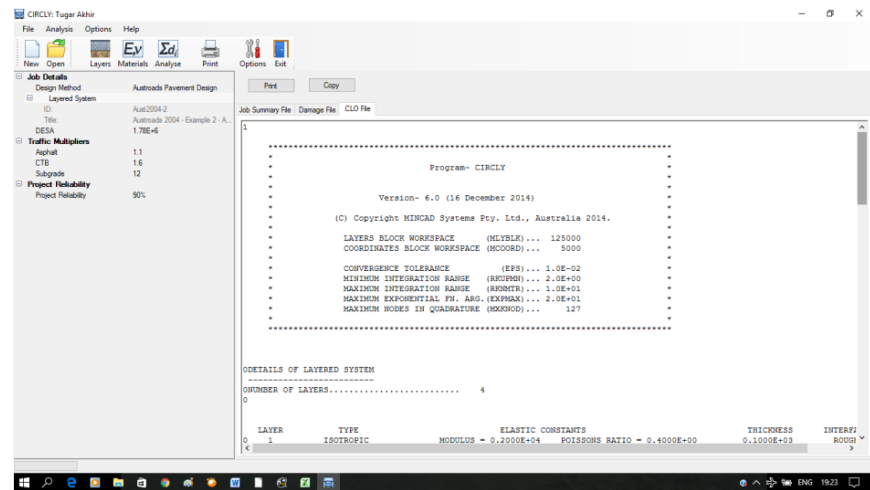 CIRCLY: Tugar Akhir
File Analysis Options Help
New Open Layers Materials Analyse Print Options Exit
Job Details
Design Method Austroads Pavement Design
Layered System
ID: Aust2004-2
Title: Austroads 2004 - Example 2 - A...
DESA 1.78E+6
Traffic Multipliers
Asphalt 1.1
CTB 1.6
Subgrade 12
Project Reliability
Project Reliability 90%
Print Copy
Job Summary File Damage File .CLO File
1
Program- CIRCLY
Version- 6.0 (16 December 2014)
(C) Copyright MINCAD Systems Pty. Ltd., Australia 2014.
LAYERS BLOCK WORKSPACE (MLYBLK)... 125000
COORDINATES BLOCK WORKSPACE (MCOORD)... 5000
CONVERGENCE TOLERANCE (EPS)... 1.0E-02
MINIMUM INTEGRATION RANGE (RKUPMN)... 2.0E+00
MAXIMUM INTEGRATION RANGE (RKNMTR)... 1.0E+01
MAXIMUM EXPONENTIAL FN. ARG.(EXPMAX)... 2.0E+01
MAXIMUM NODES IN QUADRATURE (MXKNOD)... 127
0DETAILS OF LAYERED SYSTEM
0NUMBER OF LAYERS.......................... 4
0
LAYER TYPE ELASTIC CONSTANTS THICKNESS INTERFA
0 1 ISOTROPIC MODULUS = 0.2000E+04 POISSONS RATIO = 0.4000E+00 0.1000E+03 ROUGH
ENG 19:23